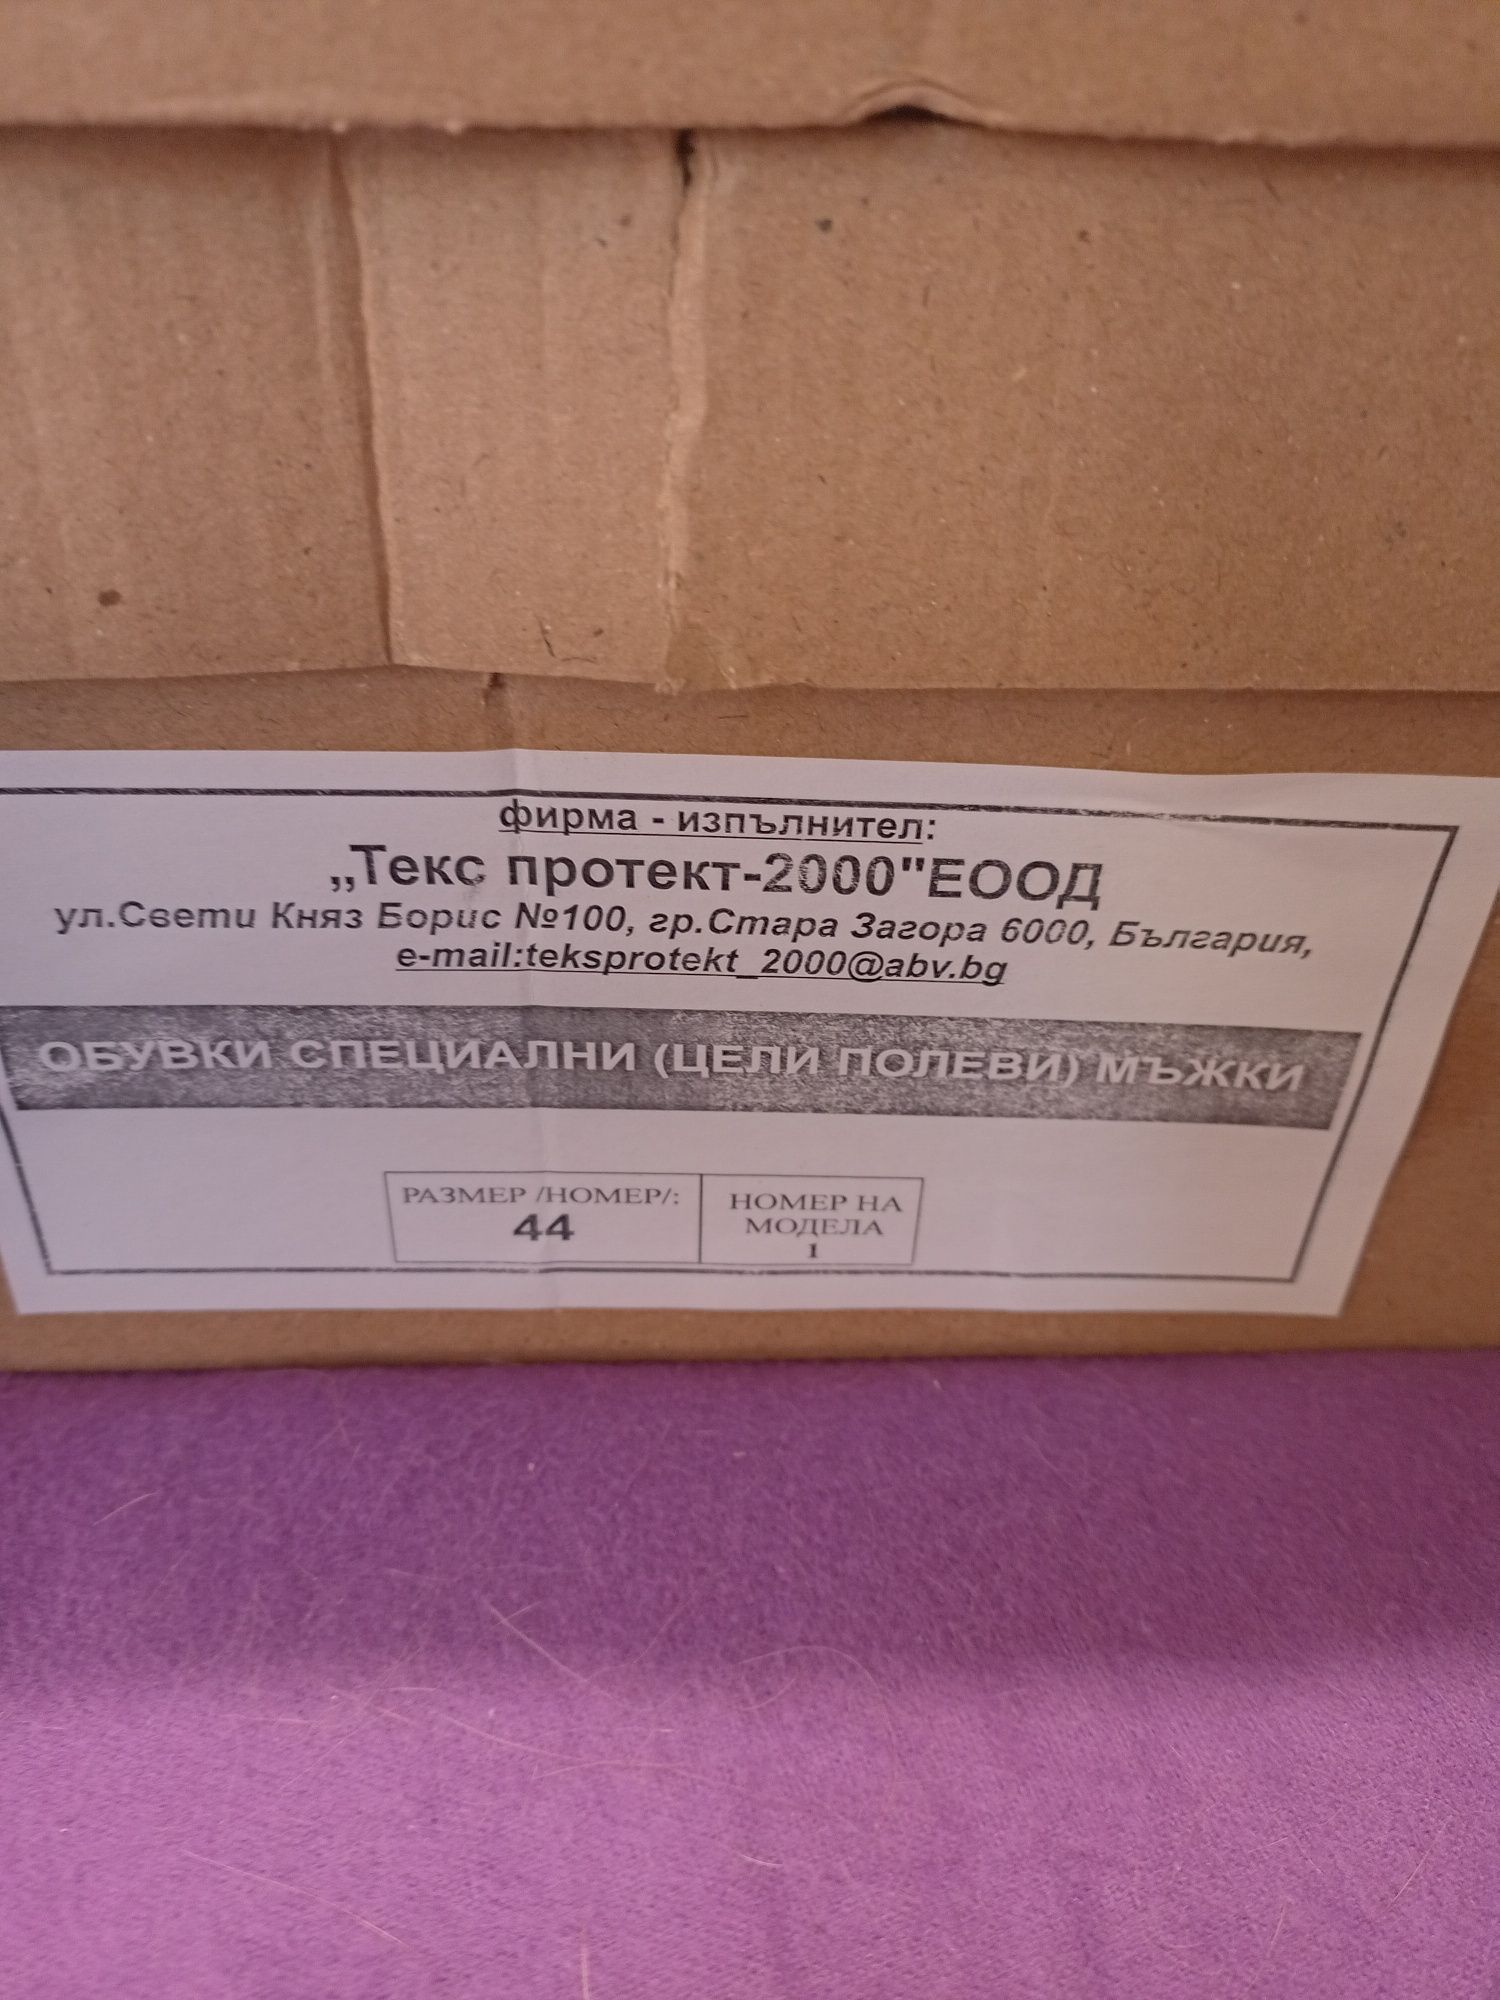 фирма - изпълнител:
„Текс протект-2000"ЕООД
ул.Свети Княз Борис №100, гр.Стара Загора 6000, България,
e-mail:teksprotekt_2000@abv.bg
ОБУВКИ СПЕЦИАЛНИ (ЦЕЛИ ПОЛЕВИ) МЪЖКИ
РАЗМЕР /НОМЕР/:
44
НОМЕР НА
МОДЕЛА
1